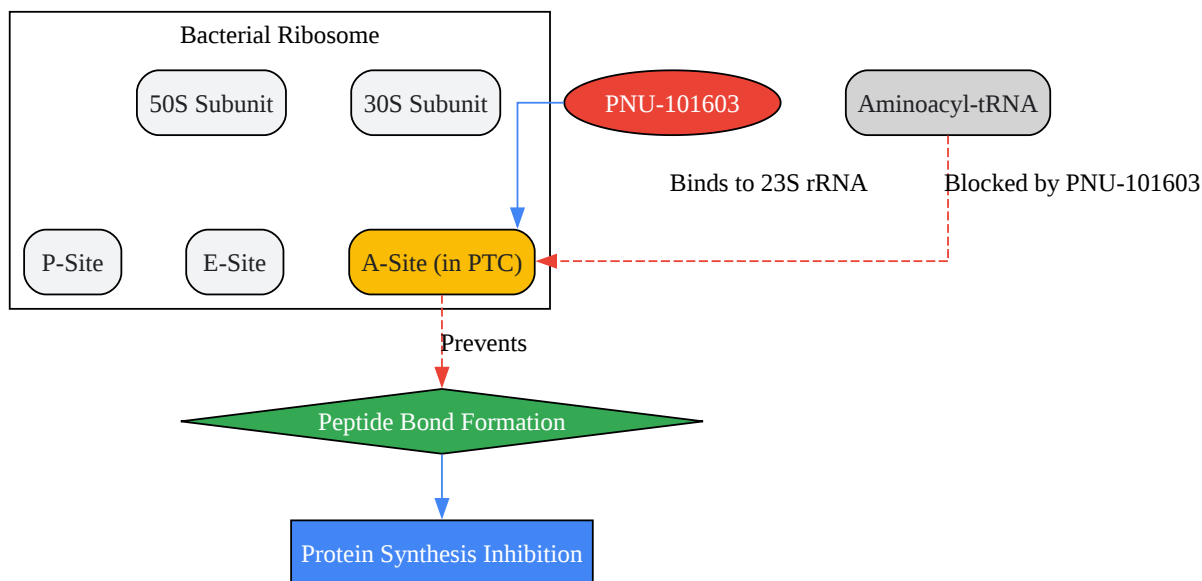 Bacterial Ribosome
50S Subunit
30S Subunit
PNU-101603
Aminoacyl-tRNA
Binds to 23S rRNA
Blocked by PNU-101603
P-Site
E-Site
A-Site (in PTC)
Prevents
Peptide Bond Formation
Protein Synthesis Inhibition